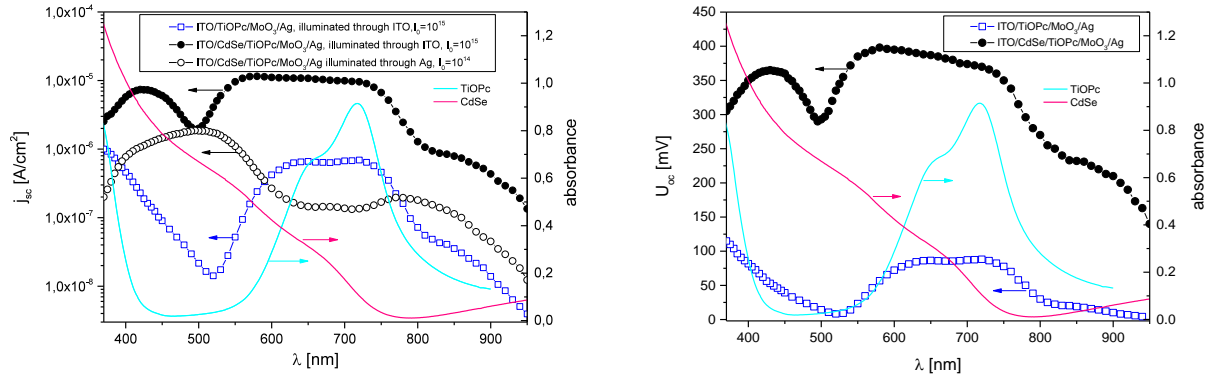 ITO/TiOPc/MoO₃/Ag, illuminated through ITO, I₀=10¹⁵
ITO/CdSe/TiOPc/MoO₃/Ag, illuminated through ITO, I₀=10¹⁵
ITO/CdSe/TiOPc/MoO₃/Ag illuminated through Ag, I₀=10¹⁴
TiOPc
CdSe
1,0x10⁻⁴
1,0x10⁻⁵
1,0x10⁻⁶
1,0x10⁻⁷
1,0x10⁻⁸
j_sc [A/cm²]
1,2
1,0
0,8
0,6
0,4
0,2
0,0
absorbance
400 500 600 700 800 900
λ [nm]
ITO/TiOPc/MoO₃/Ag
ITO/CdSe/TiOPc/MoO₃/Ag
TiOPc
CdSe
450
400
350
300
250
200
150
100
50
0
U_oc [mV]
1,2
1,0
0,8
0,6
0,4
0,2
0,0
absorbance
400 500 600 700 800 900
λ [nm]